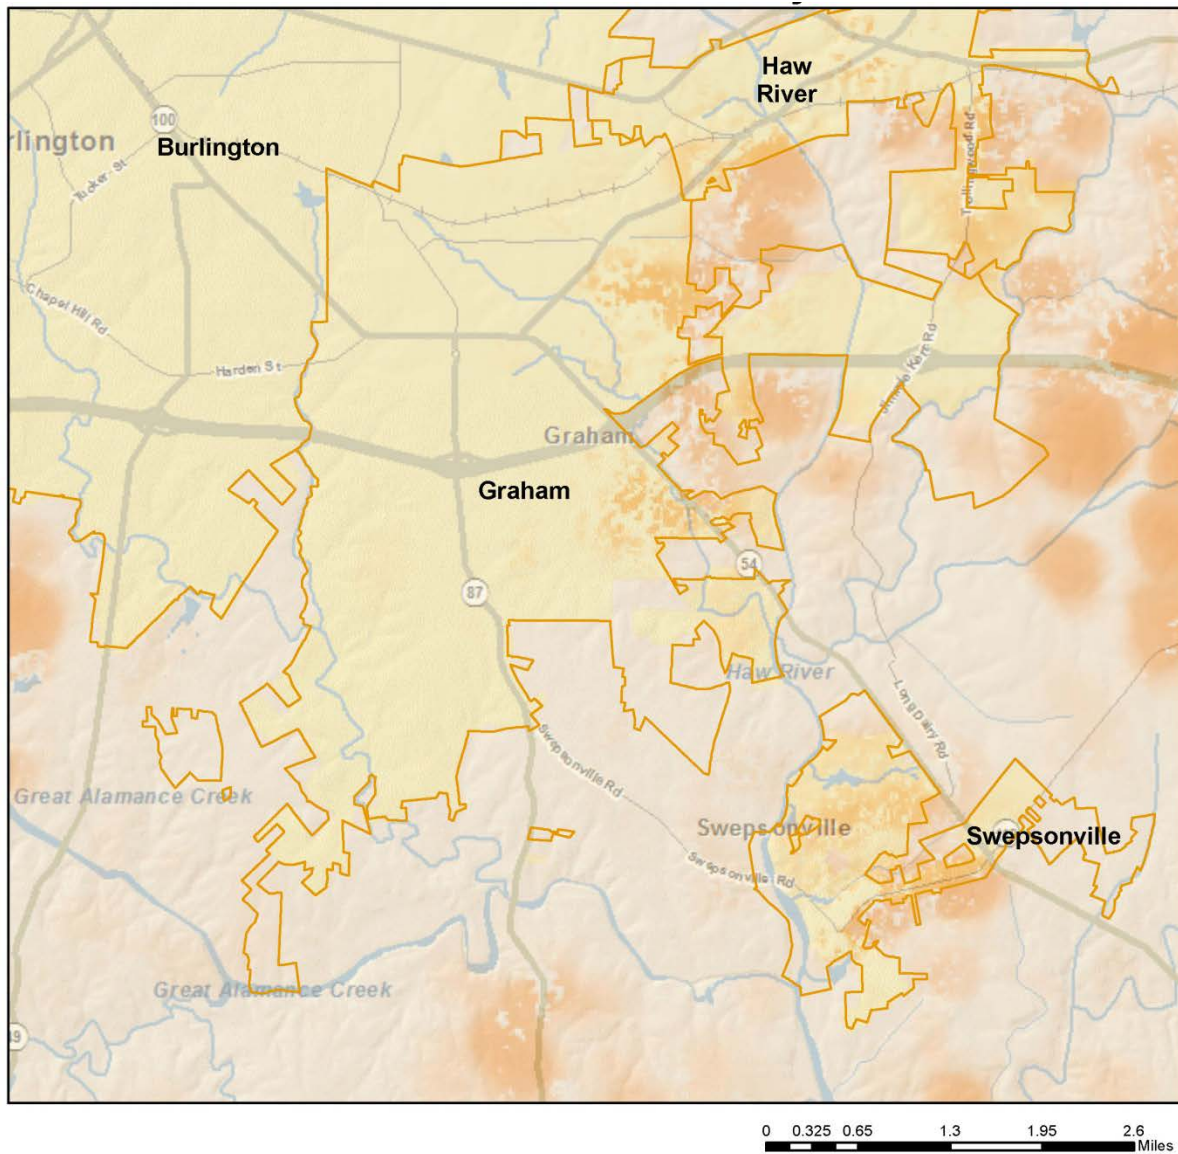 Haw
River
100
rlington
Burlington
Tucker St
Trollingwood Rd
Chapel Hill Rd
Harden St
Jimmie Kerr Rd
Graham
Graham
54
87
Haw River
Long Dairy Rd
Swepsonville Rd
Great Alamance Creek
Swepsonville
Swepsonville
Swepsonville Rd
Great Alamance Creek
49
0 0.325 0.65 1.3 1.95 2.6
Miles